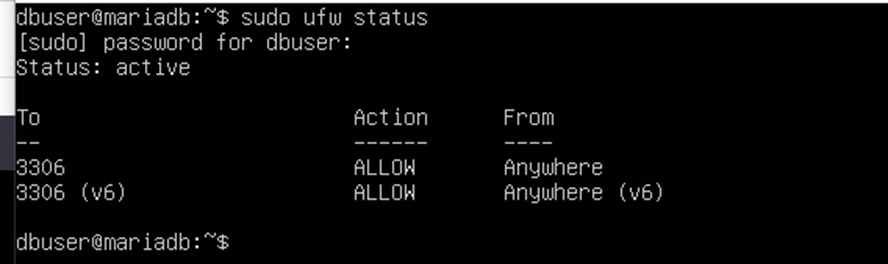 dbuser@mariadb:~$ sudo ufw status
[sudo] password for dbuser:
Status: active
To Action From
-- ------ ----
3306 ALLOW Anywhere
3306 (v6) ALLOW Anywhere (v6)
dbuser@mariadb:~$